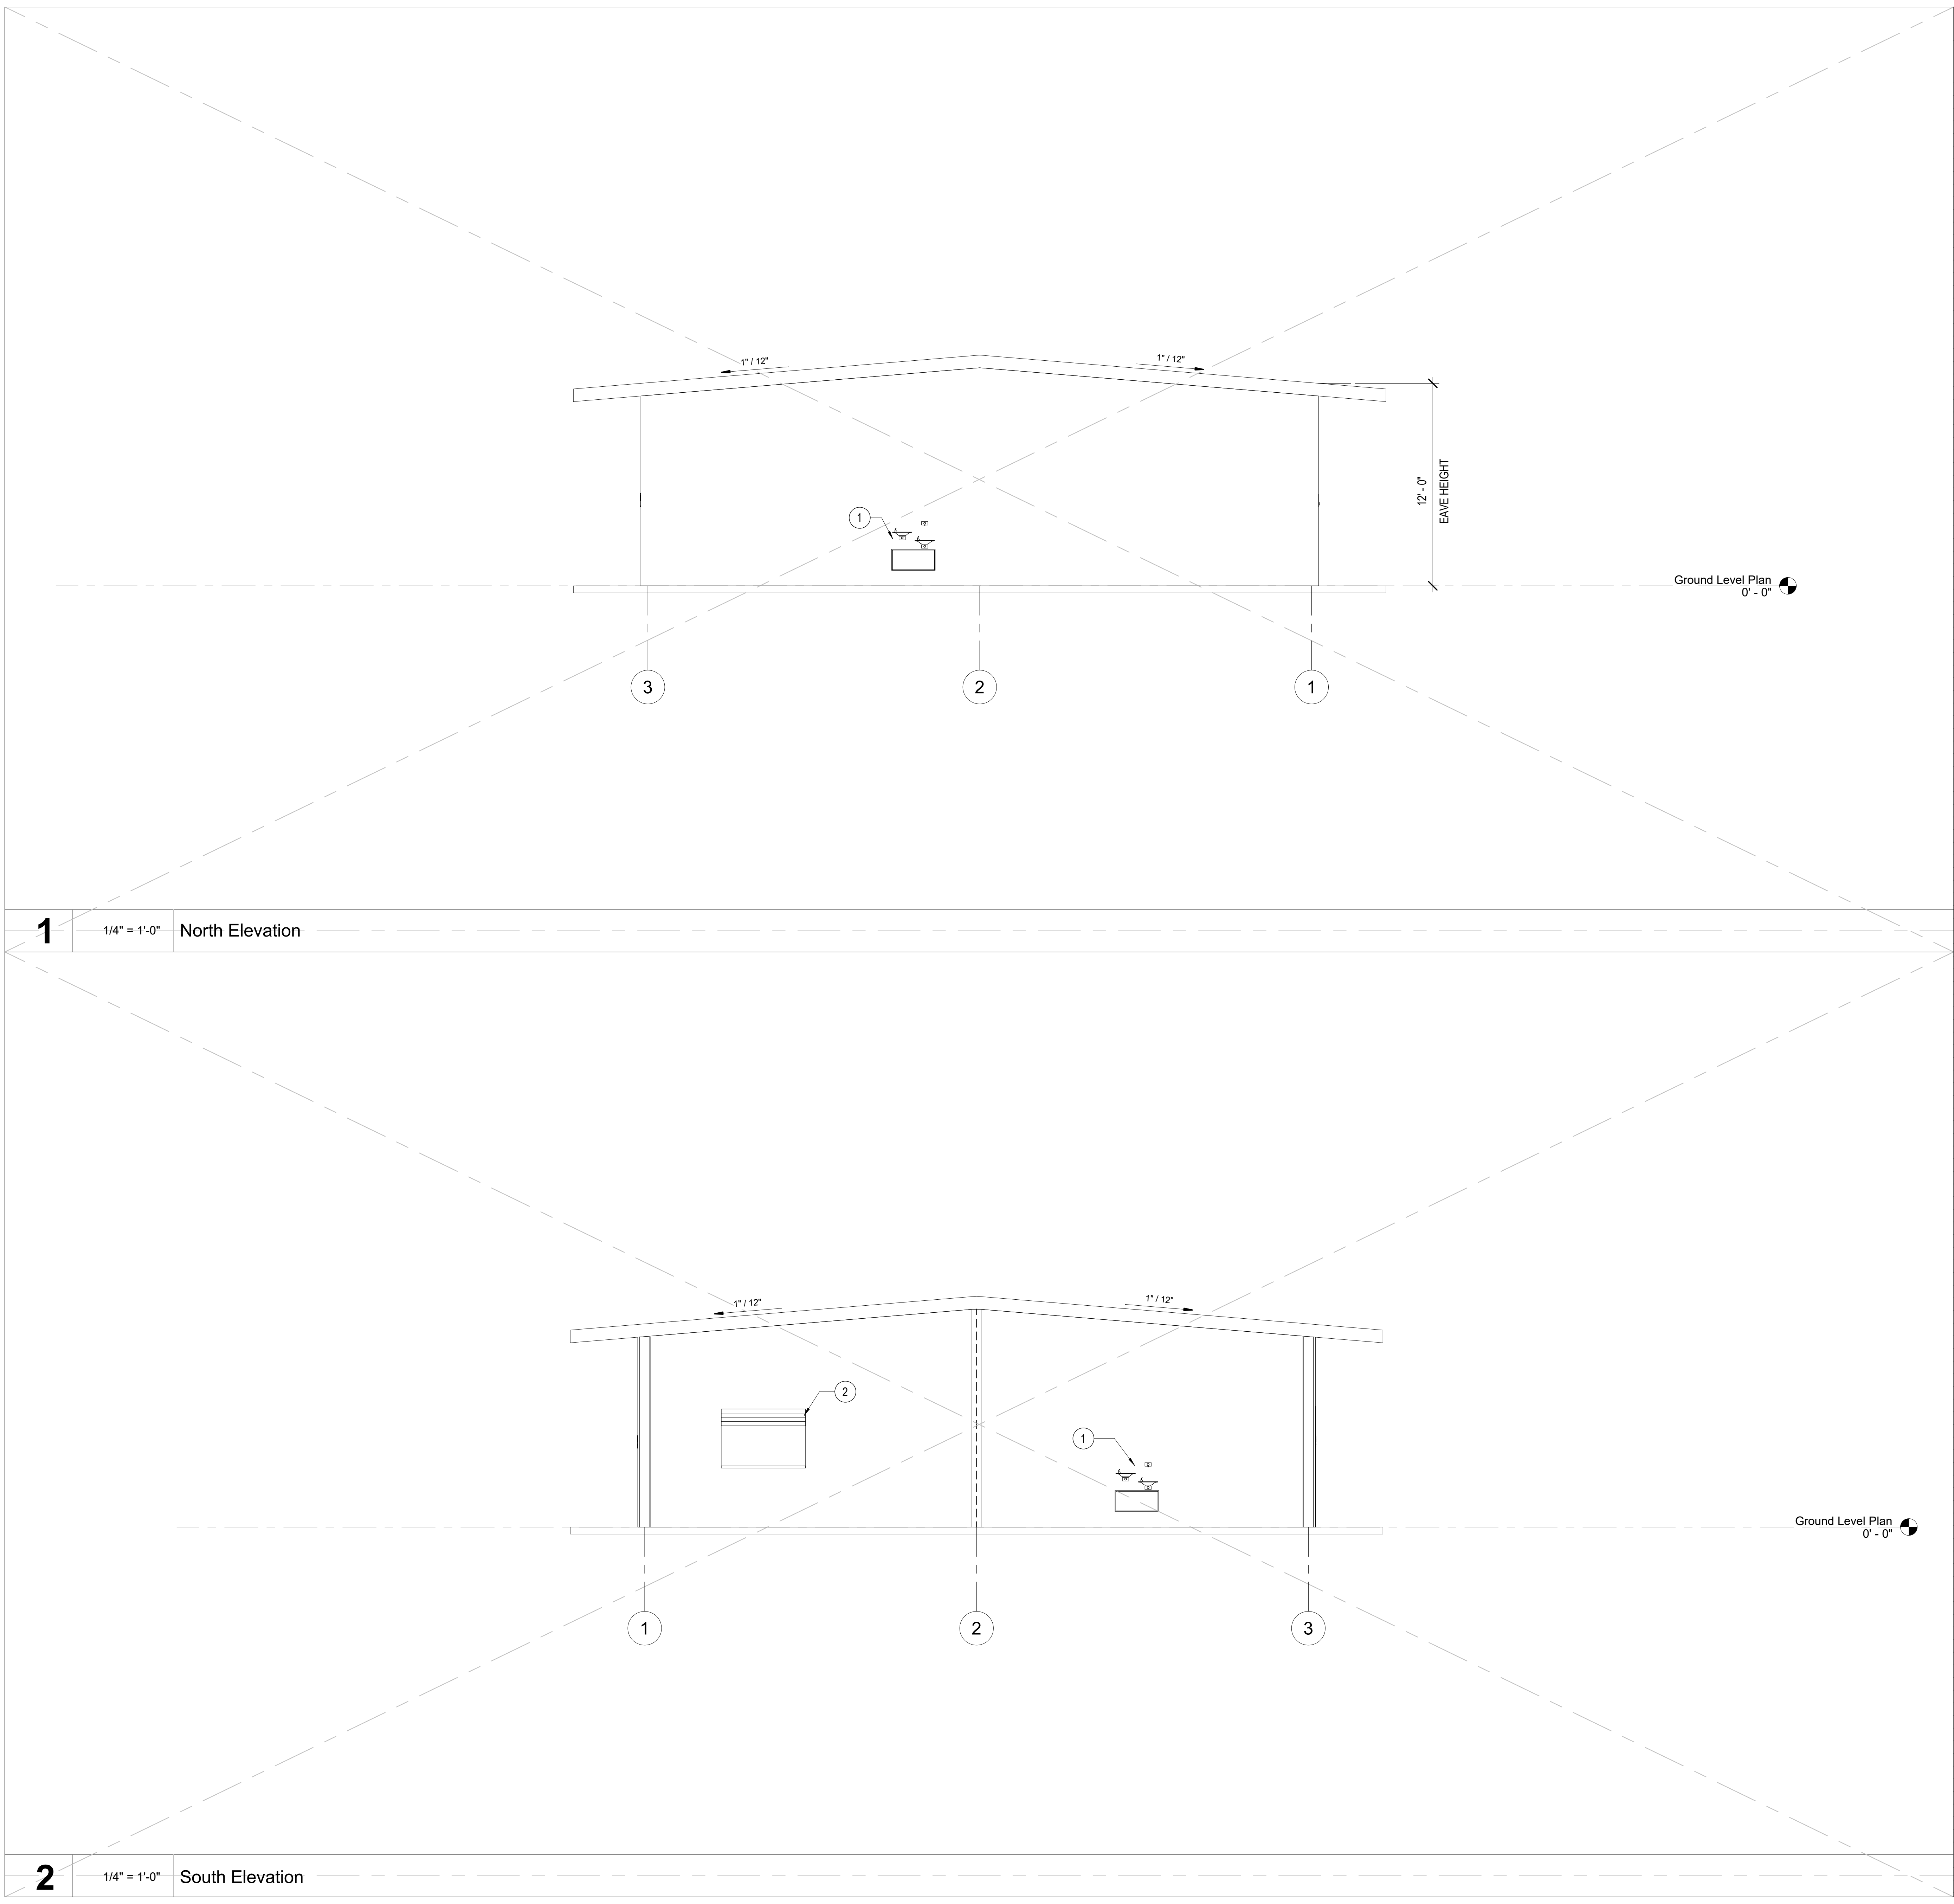 1" / 12"
1" / 12"
12' - 0"
EAVE HEIGHT
1
Ground Level Plan
0' - 0"
3
2
1
1
1/4" = 1'-0"
North Elevation
1" / 12"
1" / 12"
2
1
Ground Level Plan
0' - 0"
1
2
3
2
1/4" = 1'-0"
South Elevation